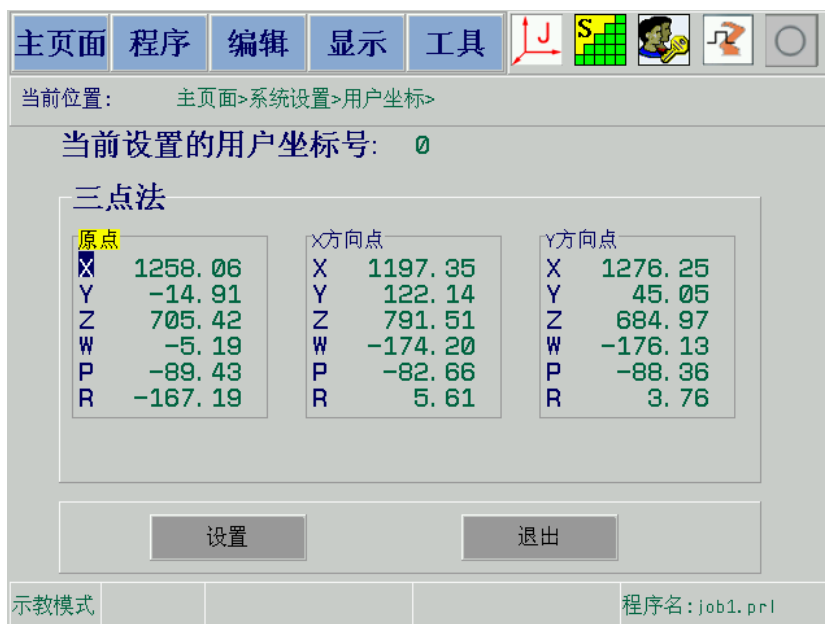 主页面 程序 编辑 显示 工具 J S
当前位置: 主页面>系统设置>用户坐标>
当前设置的用户坐标号: 0
三点法
原点 X方向点 Y方向点
X 1258.06 X 1197.35 X 1276.25
Y -14.91 Y 122.14 Y 45.05
Z 705.42 Z 791.51 Z 684.97
W -5.19 W -174.20 W -176.13
P -89.43 P -82.66 P -88.36
R -167.19 R 5.61 R 3.76
设置 退出
示教模式 程序名:job1.prl